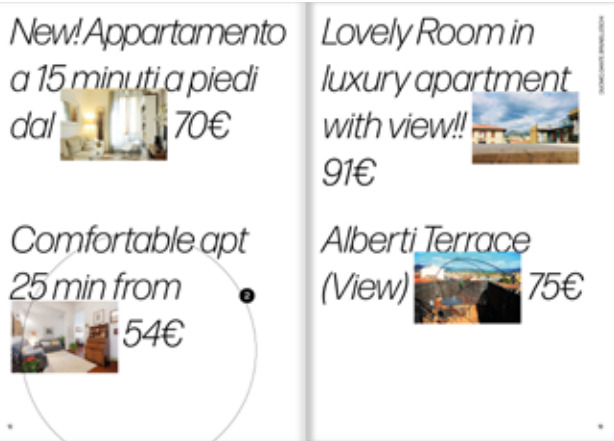 New! Appartamento
a 15 minuti a piedi
dal 70€
Comfortable apt
25 min from
54€
2
Lovely Room in
luxury apartment
with view!!
91€
Alberti Terrace
(View) 75€